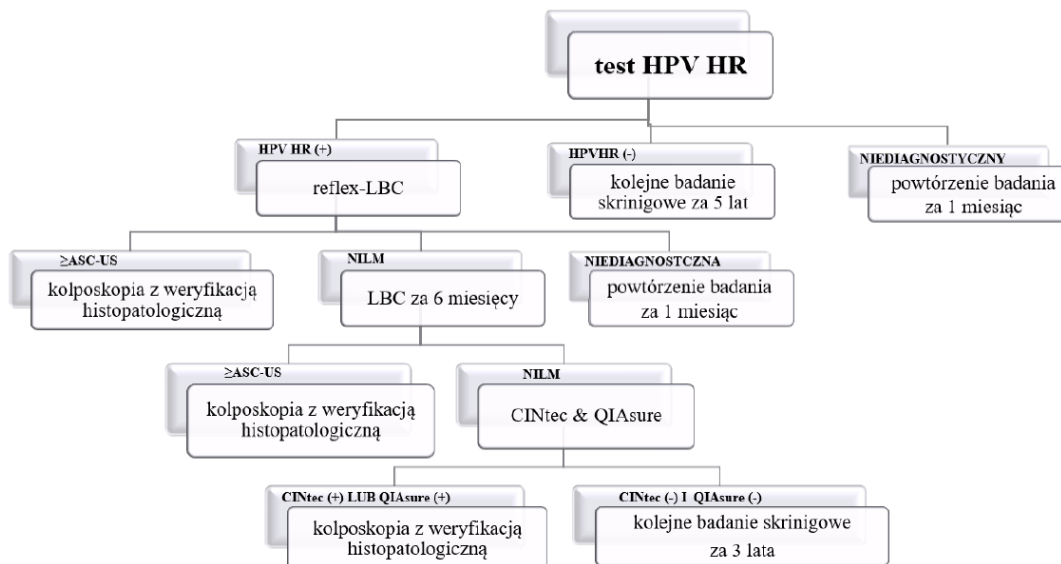 test HPV HR
HPV HR (+)
reflex-LBC
HPVHR (-)
kolejne badanie
skrinigowe za 5 lat
NIEDIAGNOSTYCZNY
powtórzenie badania
za 1 miesiąc
≥ASC-US
kolposkopia z weryfikacją
histopatologiczną
NILM
LBC za 6 miesięcy
NIEDIAGNOSTCZNA
powtórzenie badania
za 1 miesiąc
≥ASC-US
kolposkopia z weryfikacją
histopatologiczną
NILM
CINtec & QIAsure
CINtec (+) LUB QIAsure (+)
kolposkopia z weryfikacją
histopatologiczną
CINtec (-) I QIAsure (-)
kolejne badanie skrinigowe
za 3 lata